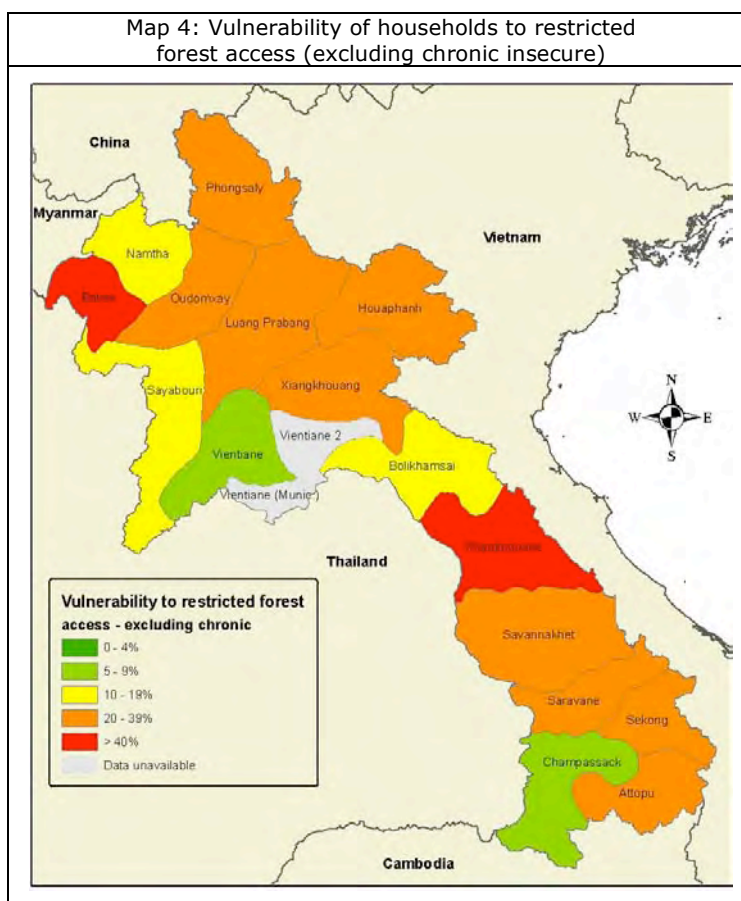 Map 4: Vulnerability of households to restricted
forest access (excluding chronic insecure)
China
Phongsaly
Myanmar
Vietnam
Namtha
Oudomxay
Houaphanh
Luang Prabang
Xiangkhouang
Sayabouri
N
W
E
S
Vientiane 2
Vientiane
Bolikhamsai
Vientiane (Munic.)
Thailand
Savannakhet
Saravane
Sekong
Champassack
Attopu
Cambodia
Vulnerability to restricted forest
access - excluding chronic
0 - 4%
5 - 9%
10 - 19%
20 - 39%
> 40%
Data unavailable